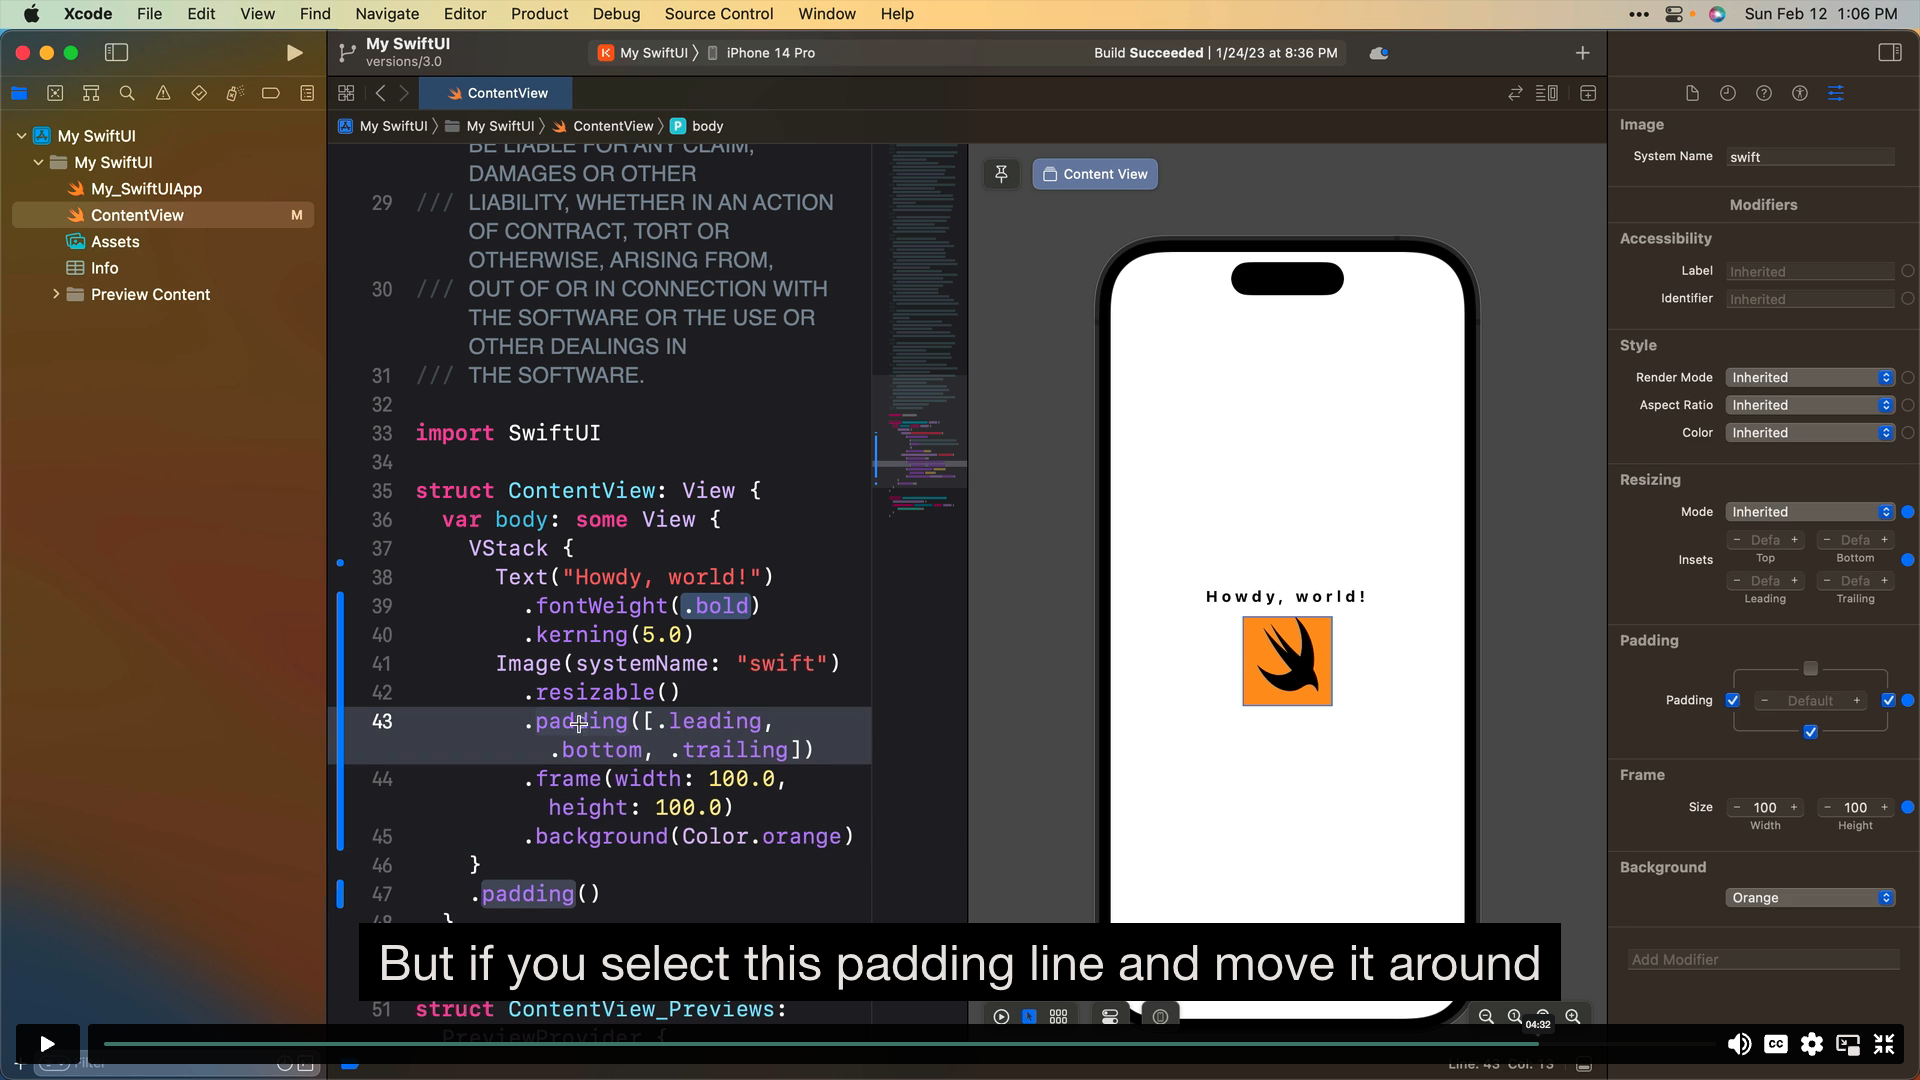 Xcode File Edit View Find Navigate Editor Product Debug Source Control Window Help
Sun Feb 12 1:06 PM
My SwiftUI
versions/3.0
My SwiftUI
iPhone 14 Pro
Build Succeeded | 1/24/23 at 8:36 PM
ContentView
My SwiftUI
My SwiftUI
ContentView
body
My SwiftUI
My SwiftUI
My_SwiftUIApp
ContentView M
Assets
Info
Preview Content
BE LIABLE FOR ANY CLAIM,
DAMAGES OR OTHER
29 /// LIABILITY, WHETHER IN AN ACTION
OF CONTRACT, TORT OR
OTHERWISE, ARISING FROM,
30 /// OUT OF OR IN CONNECTION WITH
THE SOFTWARE OR THE USE OR
OTHER DEALINGS IN
31 /// THE SOFTWARE.
32
33 import SwiftUI
34
35 struct ContentView: View {
36 var body: some View {
37 VStack {
38 Text("Howdy, world!")
39 .fontWeight(.bold)
40 .kerning(5.0)
41 Image(systemName: "swift")
42 .resizable()
43 .padding([.leading,
.bottom, .trailing])
44 .frame(width: 100.0,
height: 100.0)
45 .background(Color.orange)
46 }
47 .padding()
48 }
51 struct ContentView_Previews:
PreviewProvider {
Content View
Howdy, world!
Image
System Name swift
Modifiers
Accessibility
Label Inherited
Identifier Inherited
Style
Render Mode Inherited
Aspect Ratio Inherited
Color Inherited
Resizing
Mode Inherited
− Defa + − Defa +
Top Bottom
Insets
− Defa + − Defa +
Leading Trailing
Padding
Padding − Default +
Frame
Size − 100 + − 100 +
Width Height
Background
Orange
Add Modifier
But if you select this padding line and move it around
04:32
CC
Filter
Line: 43 Col: 13